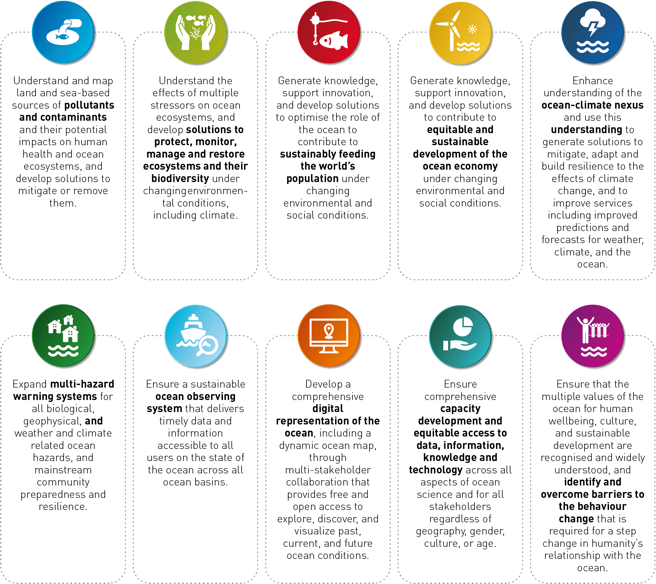 Understand and map
land and sea-based
sources of pollutants
and contaminants
and their potential
impacts on human
health and ocean
ecosystems, and
develop solutions to
mitigate or remove
them.
Understand the
effects of multiple
stressors on ocean
ecosystems, and
develop solutions to
protect, monitor,
manage and restore
ecosystems and their
biodiversity under
changingenvironmen-
tal conditions,
including climate.
Generate knowledge,
support innovation,
and develop solutions
to optimise the role of
the ocean to
contribute to
sustainably feeding
the world's
population under
changing
environmental and
social conditions.
Generate knowledge,
support innovation,
and develop solutions
to contribute to
equitable and
sustainable
development of the
ocean economy
under changing
environmental and
social conditions.
Enhance
understanding of the
ocean-climate nexus
and use this
understanding to
generate solutions to
mitigate, adapt and
build resilience to the
effects of climate
change, and to
improve services
including improved
predictions and
forecasts for weather,
climate, and the
ocean.
Expand multi-hazard
warning systems for
all biological,
geophysical, and
weather and climate
related ocean
hazards, and
mainstream
community
preparedness and
resilience.
Ensure a sustainable
ocean observing
system that delivers
timely data and
information
accessible to all
users on the state of
the ocean across all
ocean basins.
Develop a
comprehensive
digital
representation of the
ocean, including a
dynamic ocean map,
through
multi-stakeholder
collaboration that
provides free and
open access to
explore, discover, and
visualize past,
current, and future
ocean conditions.
Ensure
comprehensive
capacity
development and
equitable access to
data, information,
knowledge and
technology across all
aspects of ocean
science and for all
stakeholders
regardless of
geography, gender,
culture, or age.
Ensure that the
multiple values of the
ocean for human
wellbeing, culture,
and sustainable
development are
recognised and widely
understood, and
identify and
overcome barriers to
the behaviour
change that is
required for a step
change in humanity's
relationship with the
ocean.